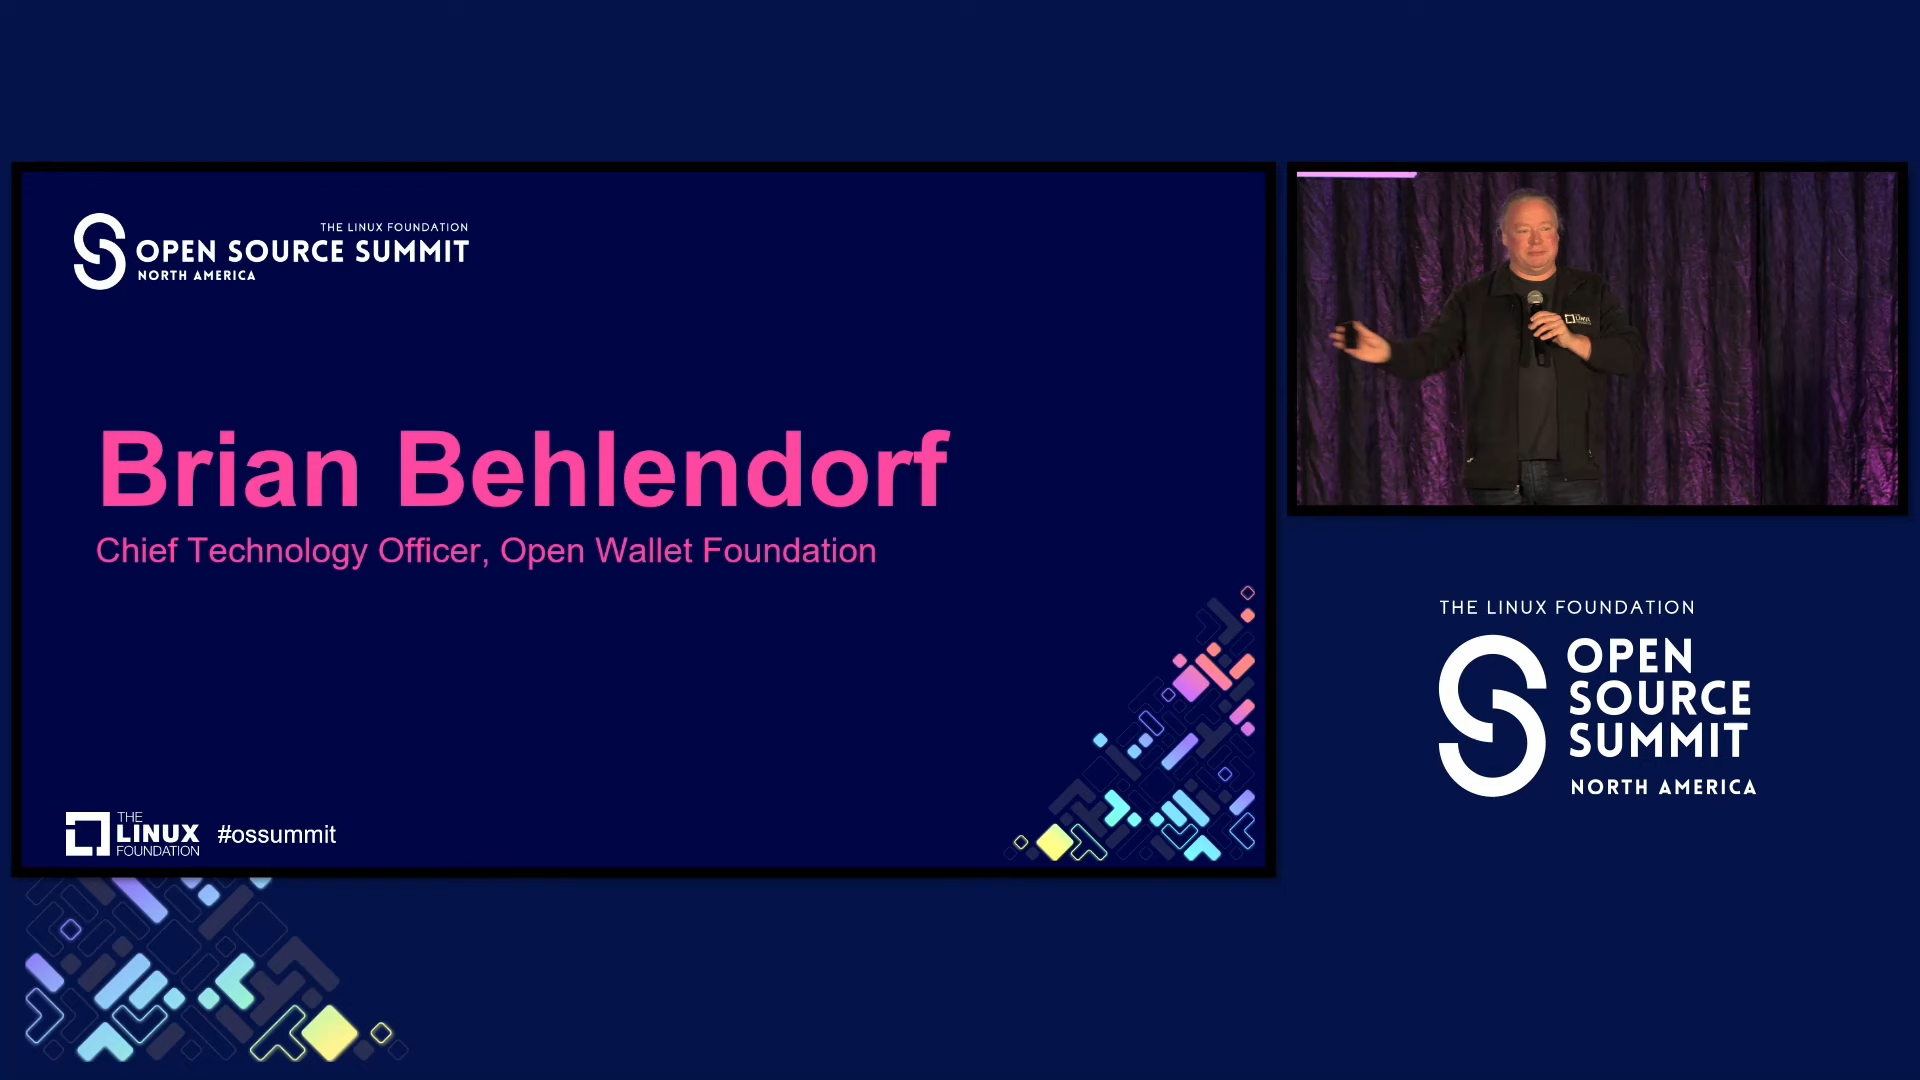 THE LINUX FOUNDATION
OPEN SOURCE SUMMIT
NORTH AMERICA
Brian Behlendorf
Chief Technology Officer, Open Wallet Foundation
THE
LINUX
FOUNDATION
#ossummit
THE LINUX FOUNDATION
OPEN
SOURCE
SUMMIT
NORTH AMERICA